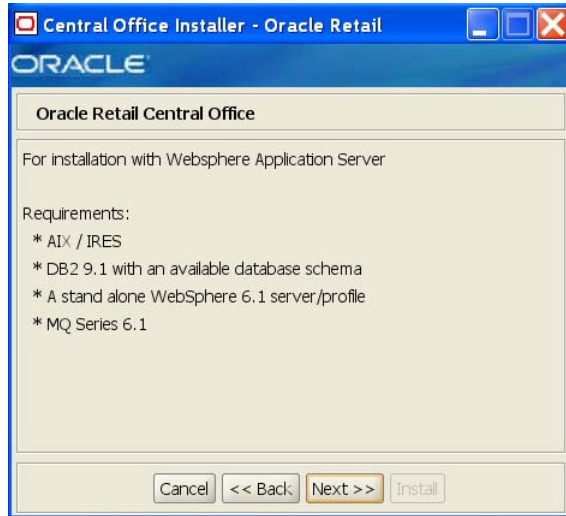 Central Office Installer - Oracle Retail
ORACLE
Oracle Retail Central Office
For installation with Websphere Application Server
Requirements:
* AIX / IRES
* DB2 9.1 with an available database schema
* A stand alone WebSphere 6.1 server/profile
* MQ Series 6.1
Cancel << Back Next >> Install